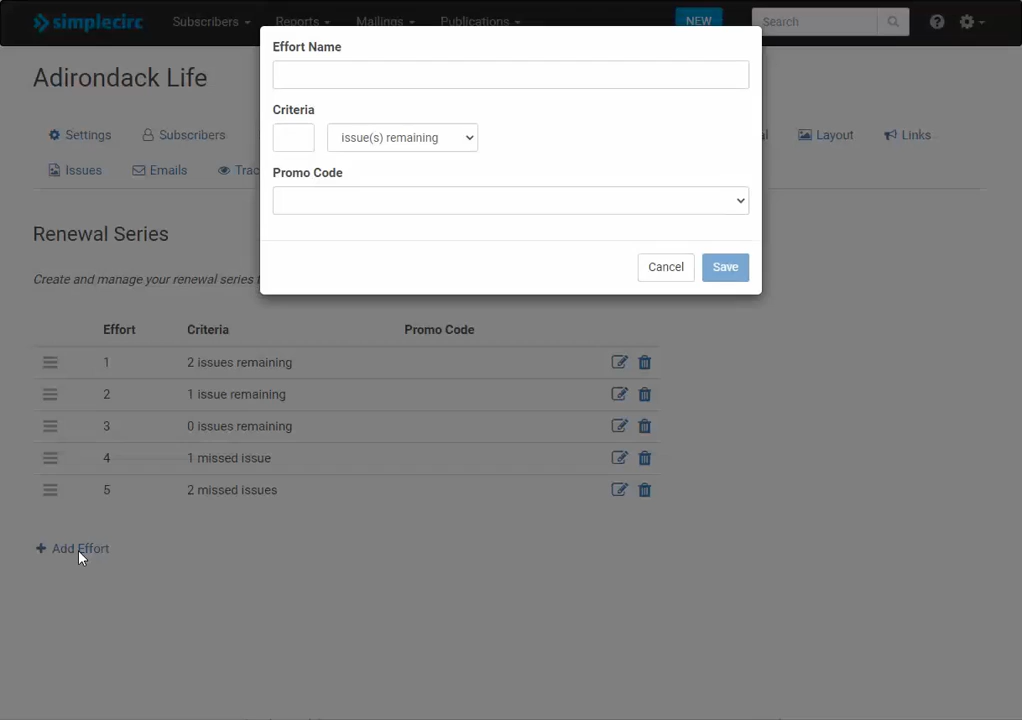 simplecirc Subscribers Reports Mailings Publications NEW Search
Effort Name
Adirondack Life
Criteria
issue(s) remaining
Settings Subscribers Layout Links
Issues Emails
Promo Code
Renewal Series
Cancel Save
Create and manage your renewal series
Effort Criteria Promo Code
1 2 issues remaining
2 1 issue remaining
3 0 issues remaining
4 1 missed issue
5 2 missed issues
+ Add Effort